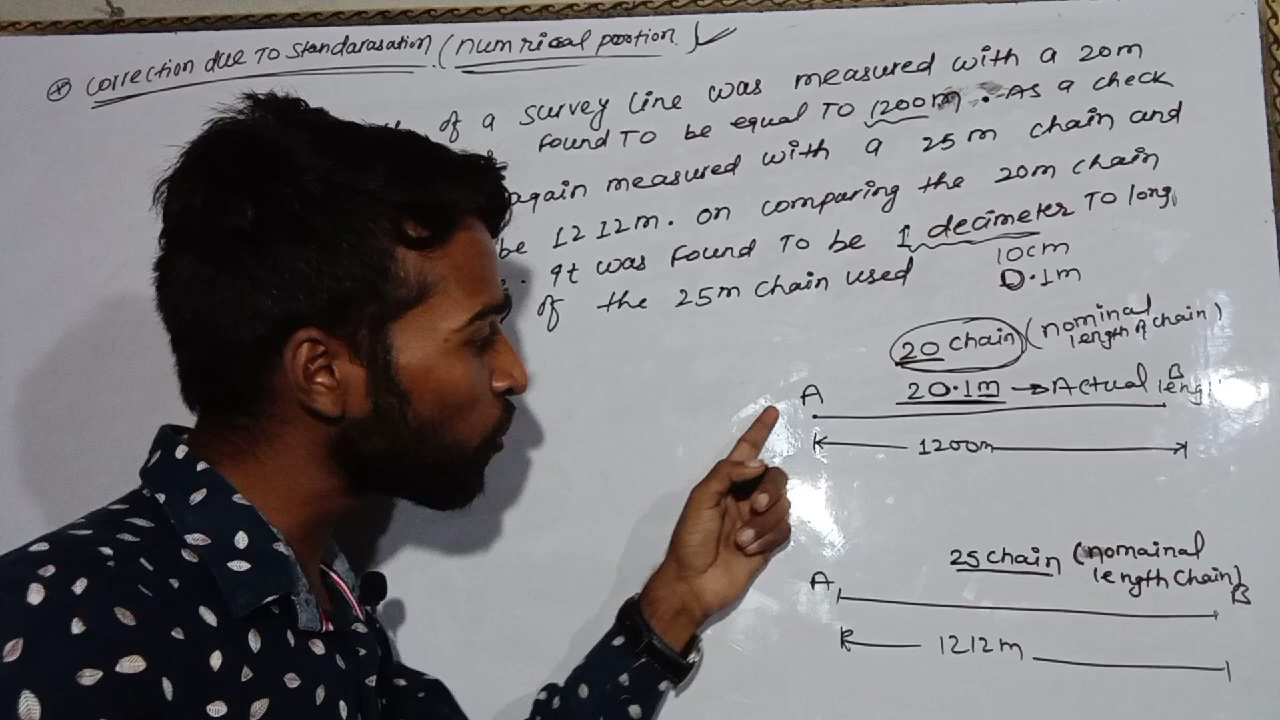 ⊛ correction due To standarasation (numrical portion) ✓
of a survey line was measured with a 20m
found To be equal To 1200m. As a check
again measured with a 25m chain and
be 1212m. on comparing the 20m chain
It was found To be 1 decimeter To long
of the 25m chain used
10cm
0.1m
20 chain (nominal length of chain)
20.1m → Actual leng
A B
1200m
25 chain (nomainal length chain)
A B
1212m